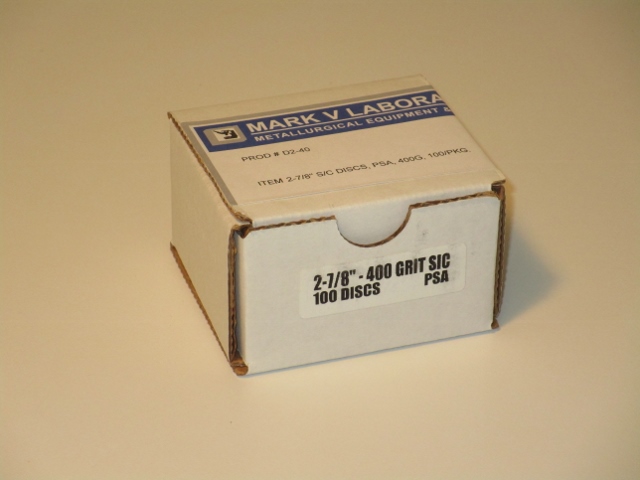 MARK V LABORA
METALLURGICAL EQUIPMENT &
PROD # D2-40
ITEM 2-7/8" S/C DISCS, PSA, 400G, 100/PKG.
2-7/8" - 400 GRIT SIC
100 DISCS PSA